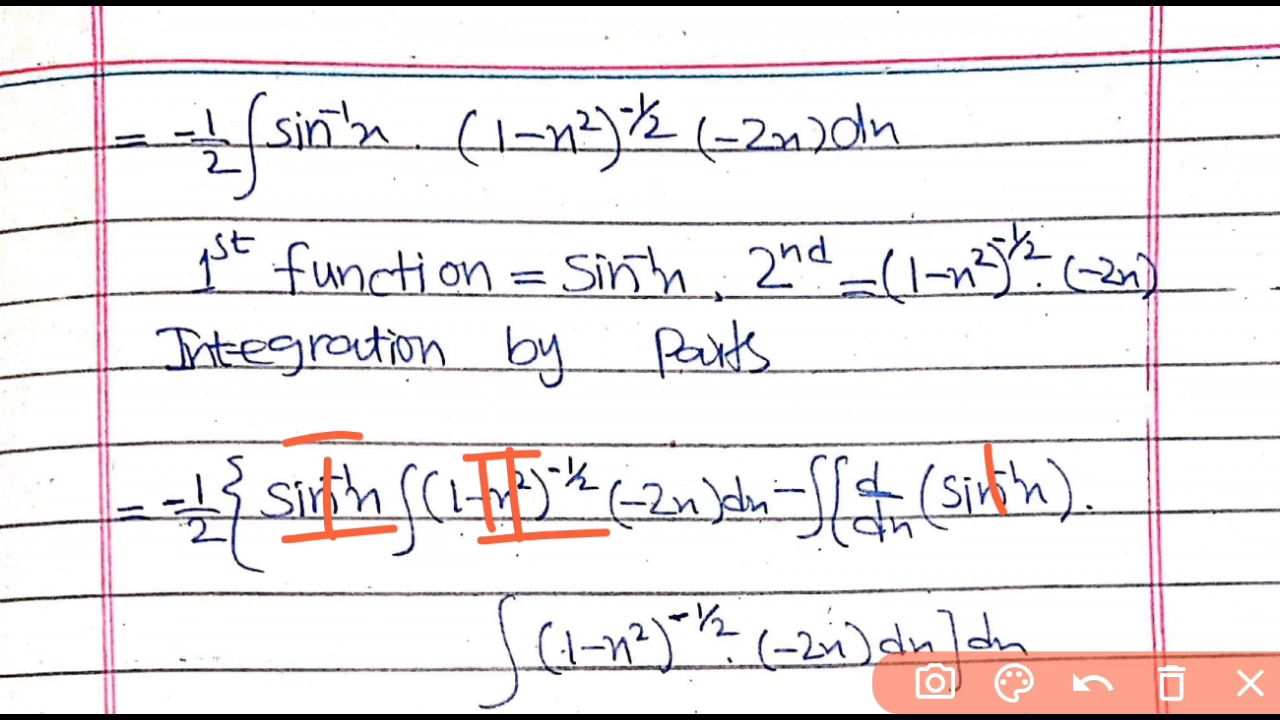 = -1/2 ∫ sin⁻¹x . (1-x²)^-1/2 (-2x)dx
1st function = sin⁻¹x, 2nd = (1-x²)^-1/2 . (-2x)
Integration by Parts
= -1/2 { sin⁻¹x ∫ (1-x²)^-1/2 (-2x)dx - ∫ [ d/dx (sin⁻¹x) .
∫ (1-x²)^-1/2 . (-2x) dx ] dx